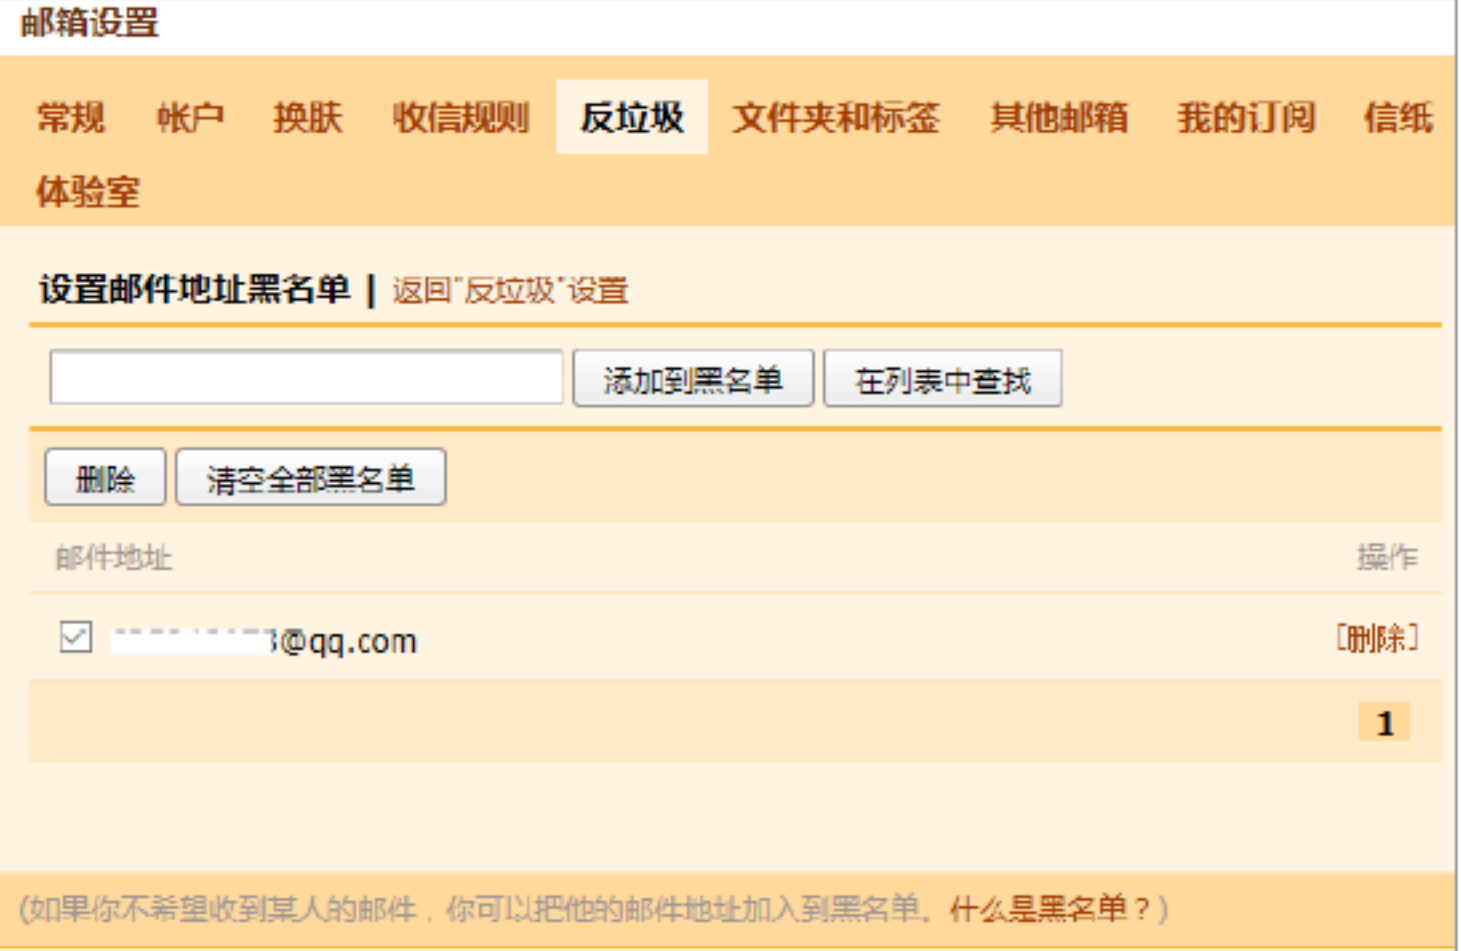 邮箱设置
常规 帐户 换肤 收信规则 反垃圾 文件夹和标签 其他邮箱 我的订阅 信纸
体验室
设置邮件地址黑名单 | 返回"反垃圾"设置
添加到黑名单 在列表中查找
删除 清空全部黑名单
邮件地址 操作
@qq.com [删除]
1
(如果你不希望收到某人的邮件，你可以把他的邮件地址加入到黑名单。什么是黑名单？)